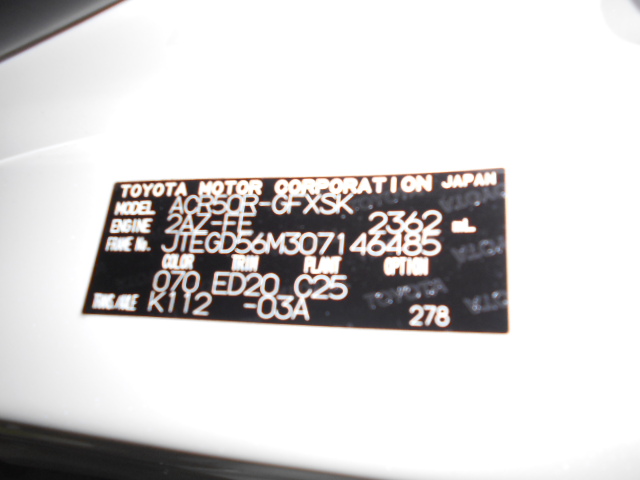 TOYOTA MOTOR CORPORATION JAPAN
MODEL ACR50R-GFXSK
ENGINE 2AZ-FE 2362 mL
FRAME No. JTEGD56M307146485
COLOR TRIM PLANT OPTION
070 ED20 C25
TRANS/AXLE K112 -03A
278